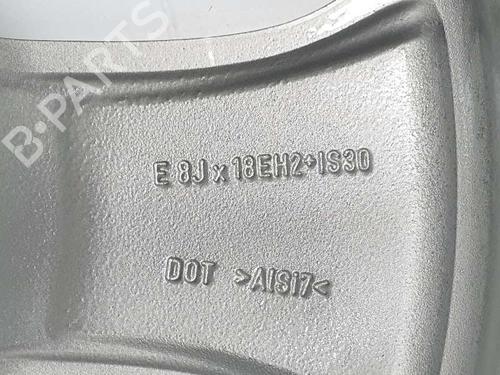 B-PARTS
E 8J x 18EH2+IS30
DOT >AlSi7<